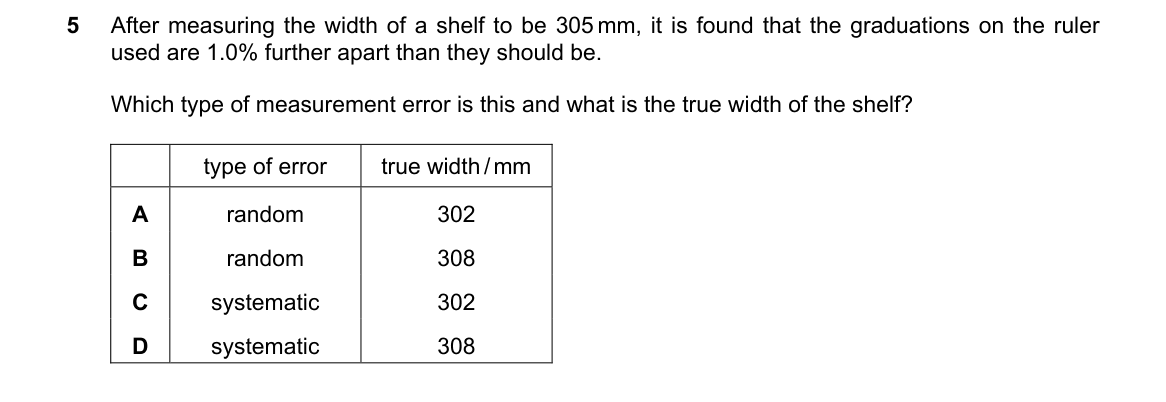 5 After measuring the width of a shelf to be 305 mm, it is found that the graduations on the ruler
used are 1.0% further apart than they should be.
Which type of measurement error is this and what is the true width of the shelf?
type of error true width / mm
A random 302
B random 308
C systematic 302
D systematic 308